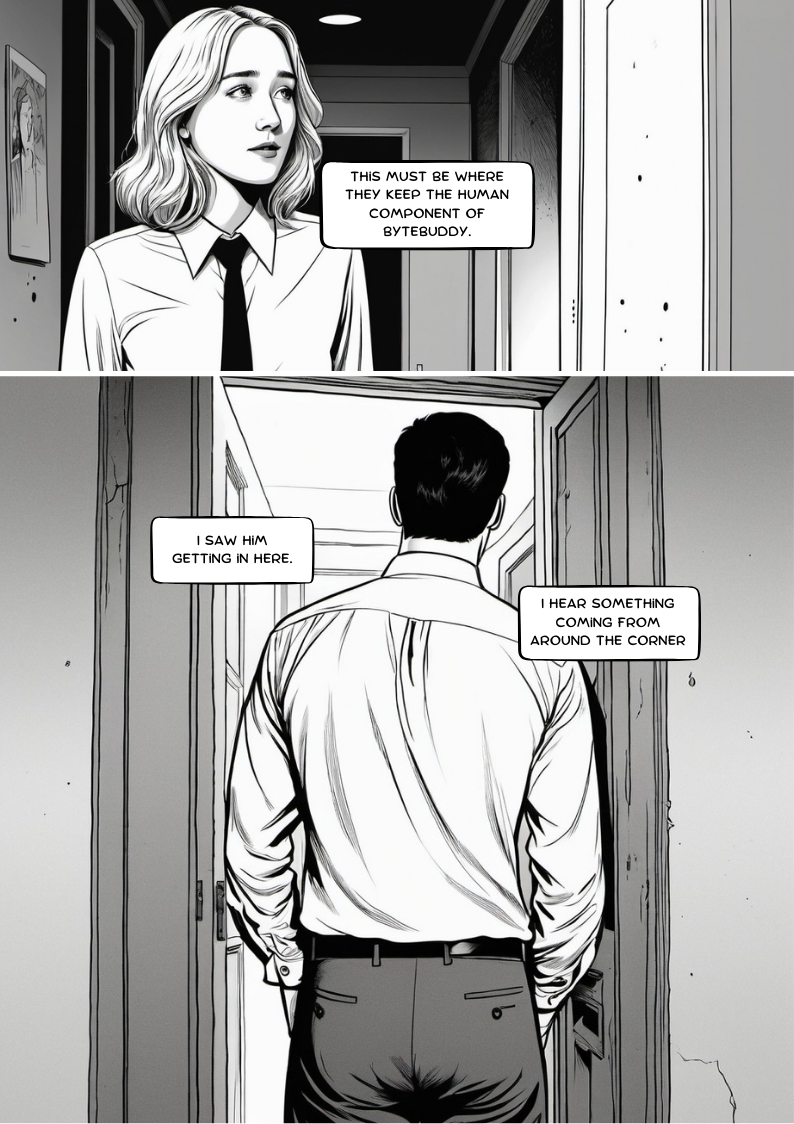 THIS MUST BE WHERE
THEY KEEP THE HUMAN
COMPONENT OF
BYTEBUDDY.
I SAW HIM
GETTING IN HERE.
I HEAR SOMETHING
COMING FROM
AROUND THE CORNER